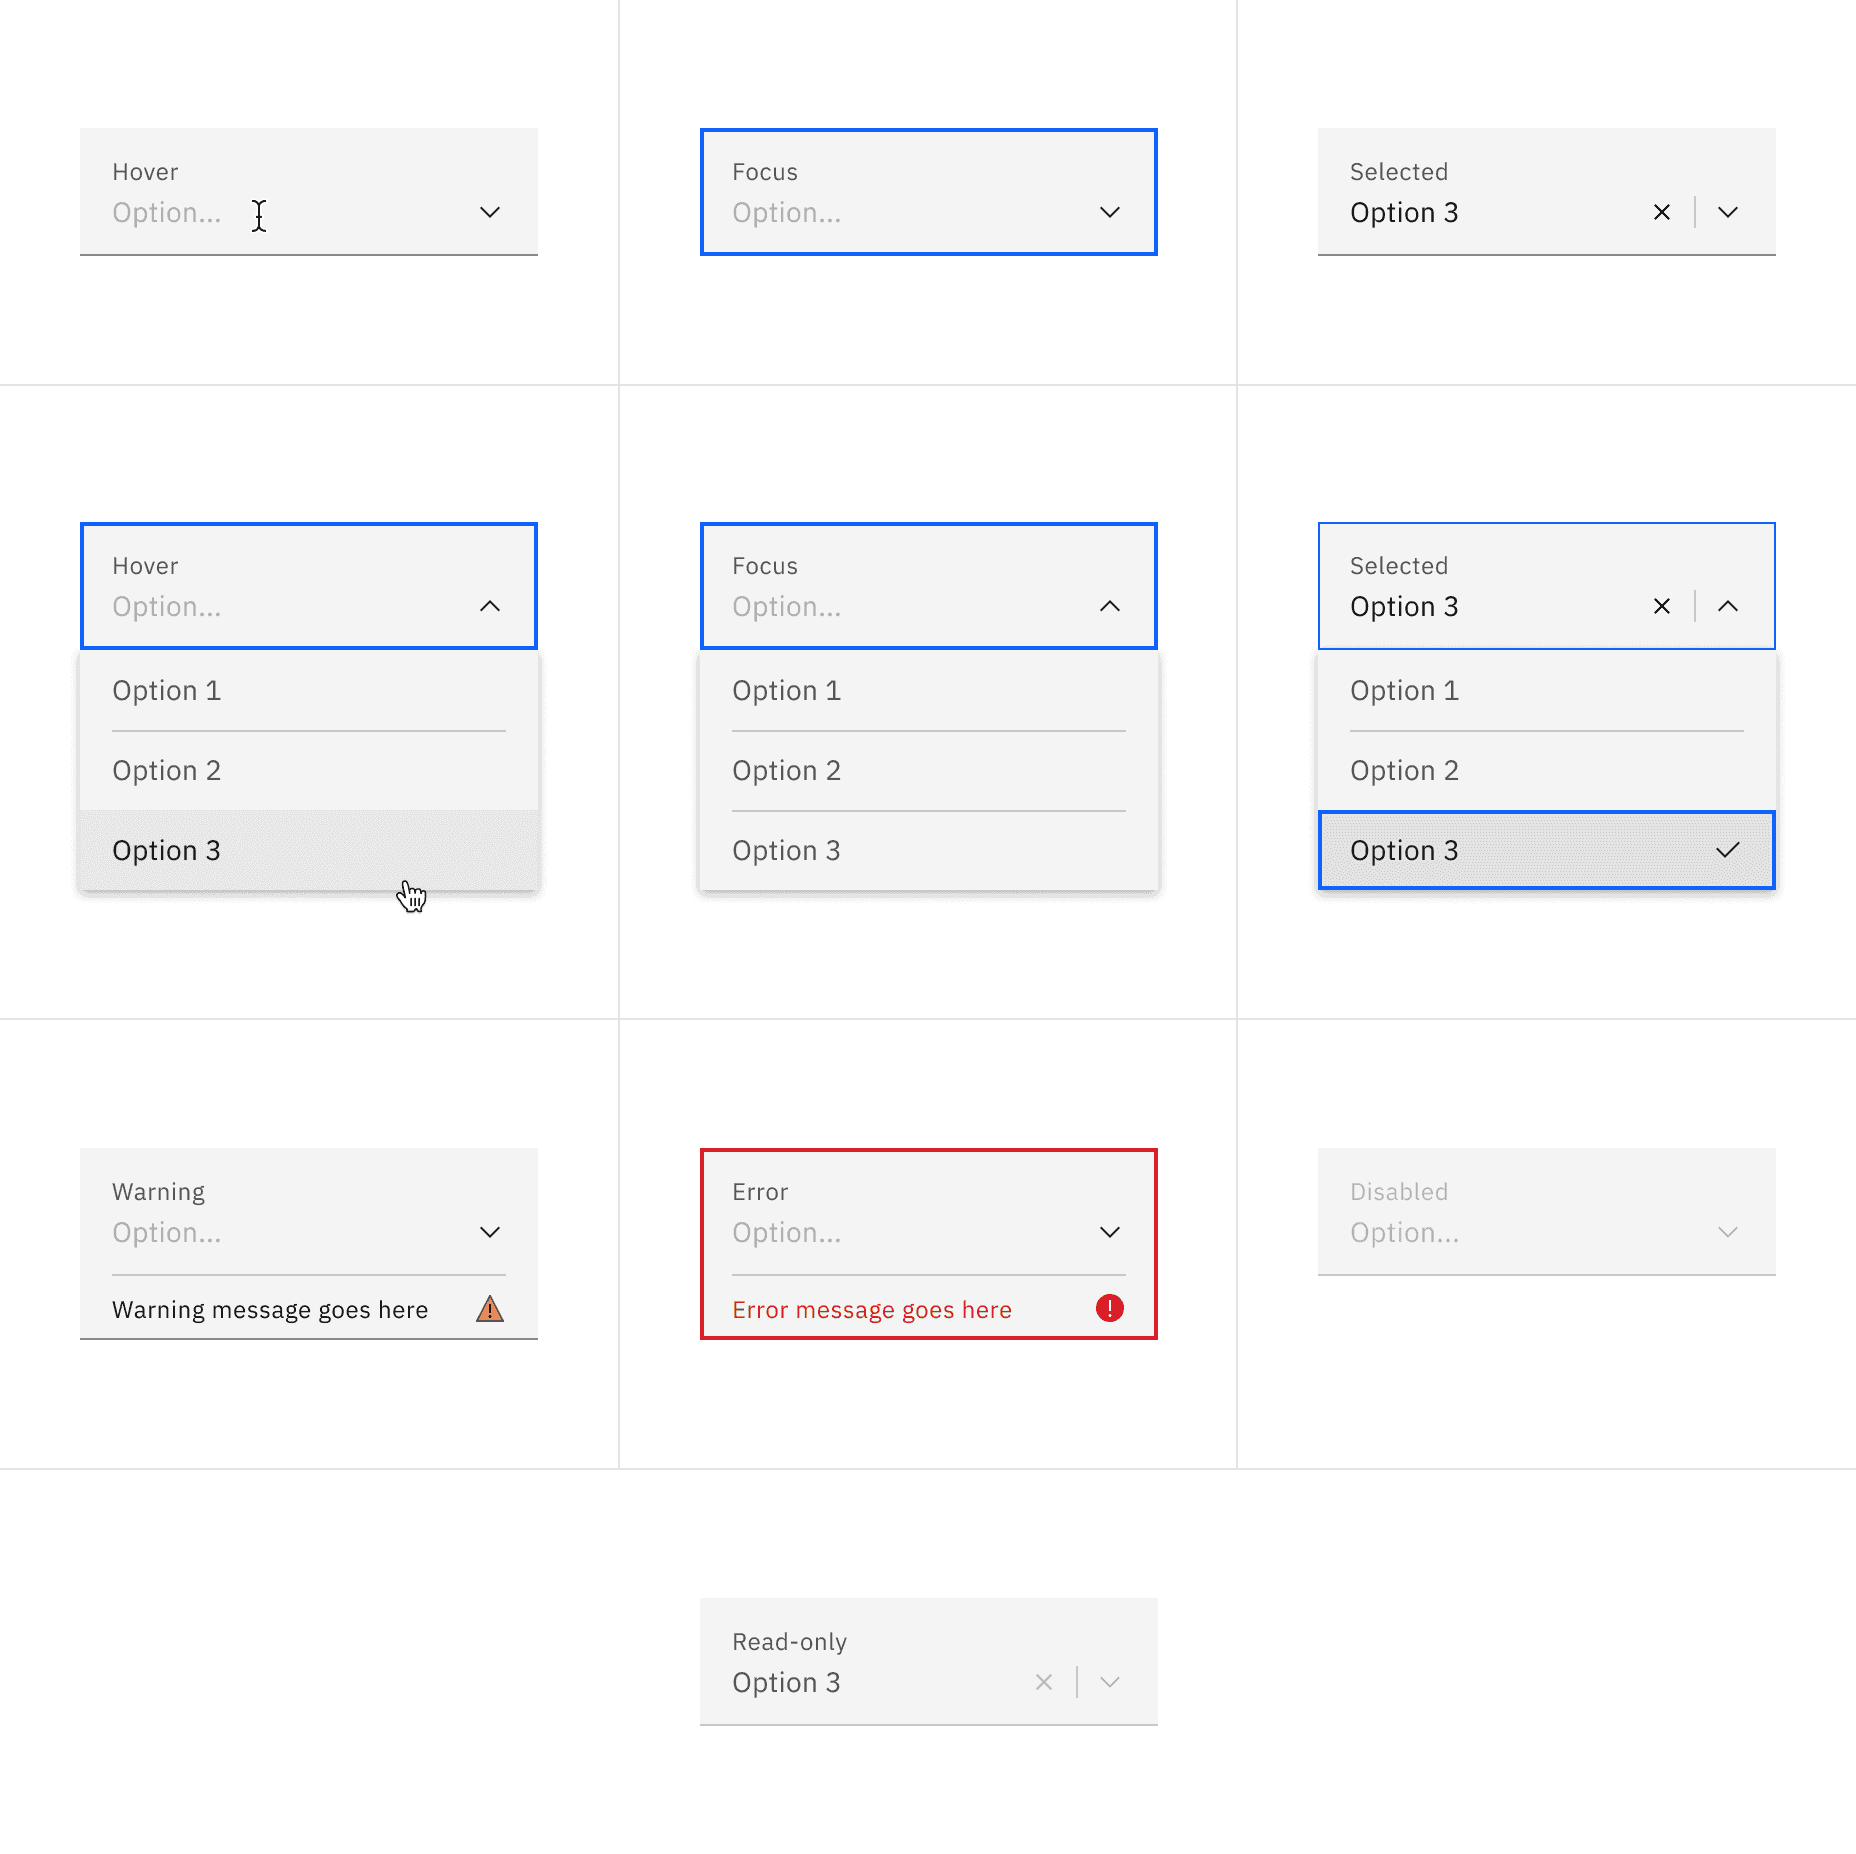 Hover
Option...
Focus
Option...
Selected
Option 3
Hover
Option...
Option 1
Option 2
Option 3
Focus
Option...
Option 1
Option 2
Option 3
Selected
Option 3
Option 1
Option 2
Option 3
Warning
Option...
Warning message goes here
Error
Option...
Error message goes here
Disabled
Option...
Read-only
Option 3